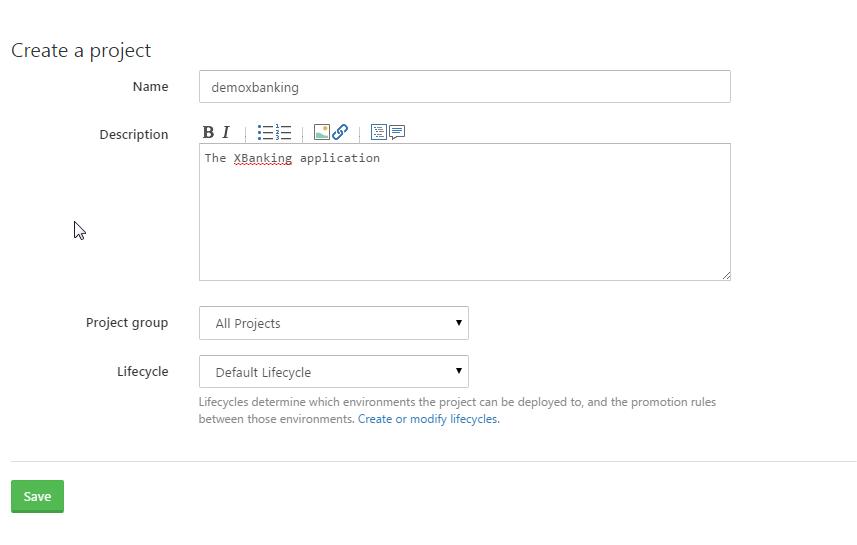 Create a project
Name
demoxbanking
Description
B I
The XBanking application
Project group
All Projects
Lifecycle
Default Lifecycle
Lifecycles determine which environments the project can be deployed to, and the promotion rules
between those environments. Create or modify lifecycles.
Save